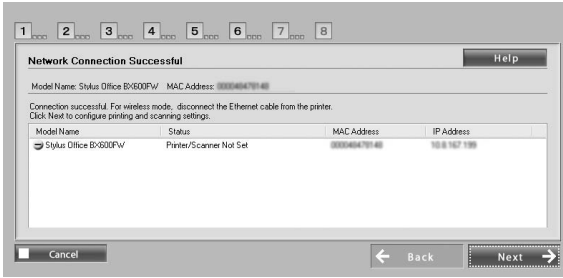 1 2 3 4 5 6 7 8
Network Connection Successful
Help
Model Name: Stylus Office BX600FW MAC Address:
Connection successful. For wireless mode, disconnect the Ethernet cable from the printer.
Click Next to configure printing and scanning settings.
Model Name Status MAC Address IP Address
Stylus Office BX600FW Printer/Scanner Not Set
Cancel Back Next